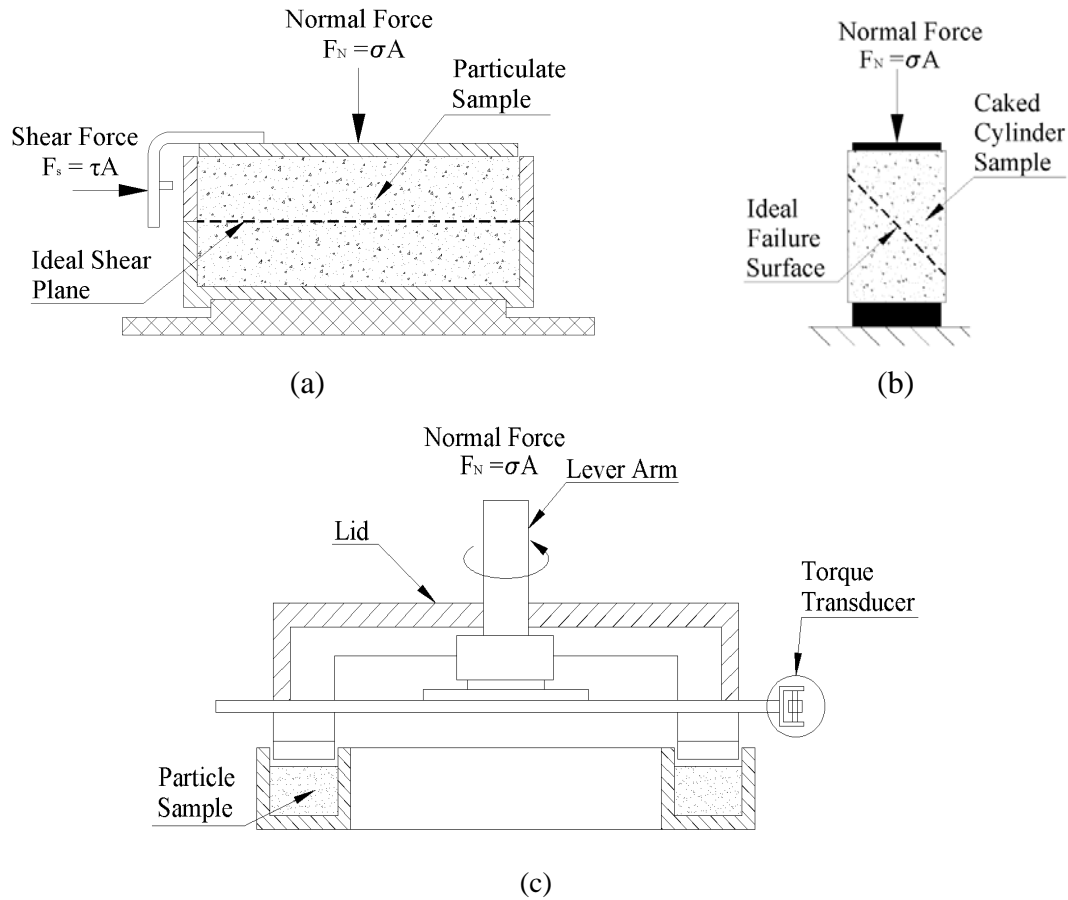 Normal Force
Fₙ =σA
Particulate
Sample
Shear Force
Fₛ = τA
Ideal Shear
Plane
(a)
Normal Force
Fₙ =σA
Caked
Cylinder
Sample
Ideal
Failure
Surface
(b)
Normal Force
Fₙ =σA
Lever Arm
Lid
Torque
Transducer
Particle
Sample
(c)